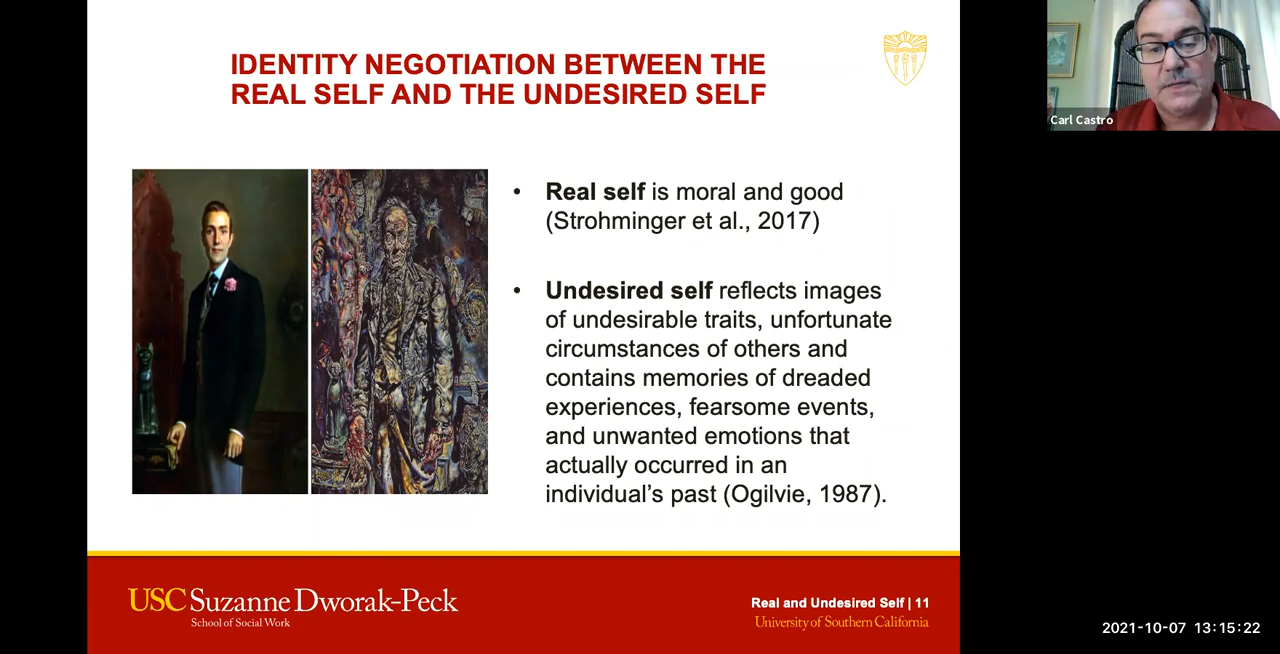 IDENTITY NEGOTIATION BETWEEN THE
REAL SELF AND THE UNDESIRED SELF
Carl Castro
• Real self is moral and good
(Strohminger et al., 2017)
• Undesired self reflects images
of undesirable traits, unfortunate
circumstances of others and
contains memories of dreaded
experiences, fearsome events,
and unwanted emotions that
actually occurred in an
individual’s past (Ogilvie, 1987).
USC Suzanne Dworak-Peck
School of Social Work
Real and Undesired Self | 11
University of Southern California
2021-10-07 13:15:22